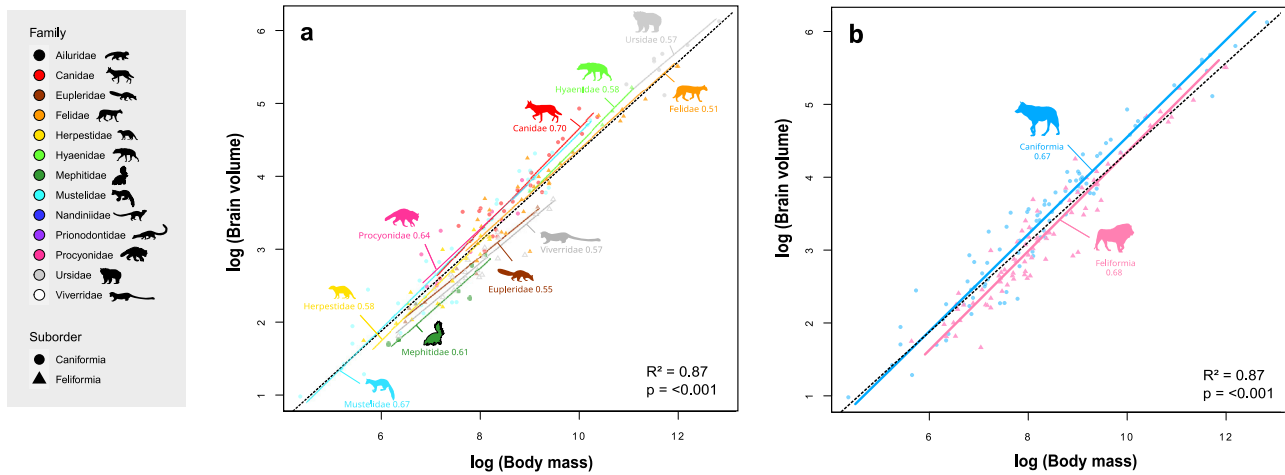 Family
Ailuridae
Canidae
Eupleridae
Felidae
Herpestidae
Hyaenidae
Mephitidae
Mustelidae
Nandiniidae
Prionodontidae
Procyonidae
Ursidae
Viverridae
Suborder
Caniformia
Feliformia
a
log (Brain volume)
6
5
4
3
2
1
Ursidae 0.57
Hyaenidae 0.58
Felidae 0.51
Canidae 0.70
Procyonidae 0.64
Viverridae 0.57
Eupleridae 0.55
Herpestidae 0.58
Mephitidae 0.61
Mustelidae 0.67
R² = 0.87
p = <0.001
6 8 10 12
log (Body mass)
b
log (Brain volume)
6
5
4
3
2
1
Caniformia
0.67
Feliformia
0.68
R² = 0.87
p = <0.001
6 8 10 12
log (Body mass)